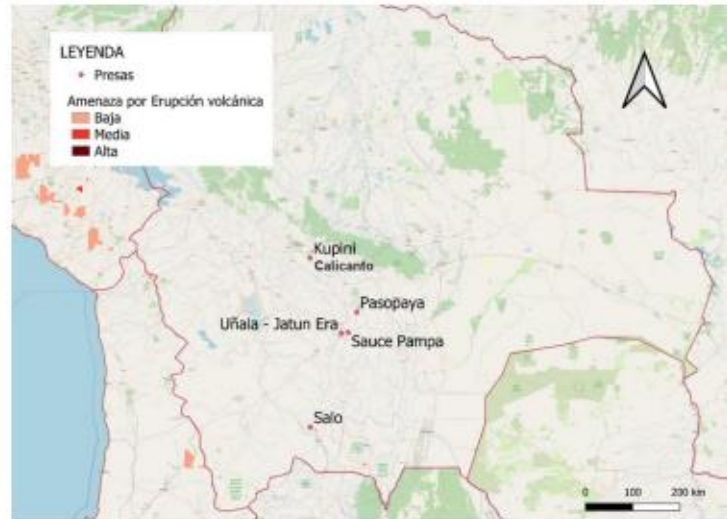 LEYENDA
Presas
Amenaza por Erupción volcánica
Baja
Media
Alta
Kupini
Calicanto
Pasopaya
Uñala - Jatun Era
Sauce Pampa
Salo
0 100 200 km